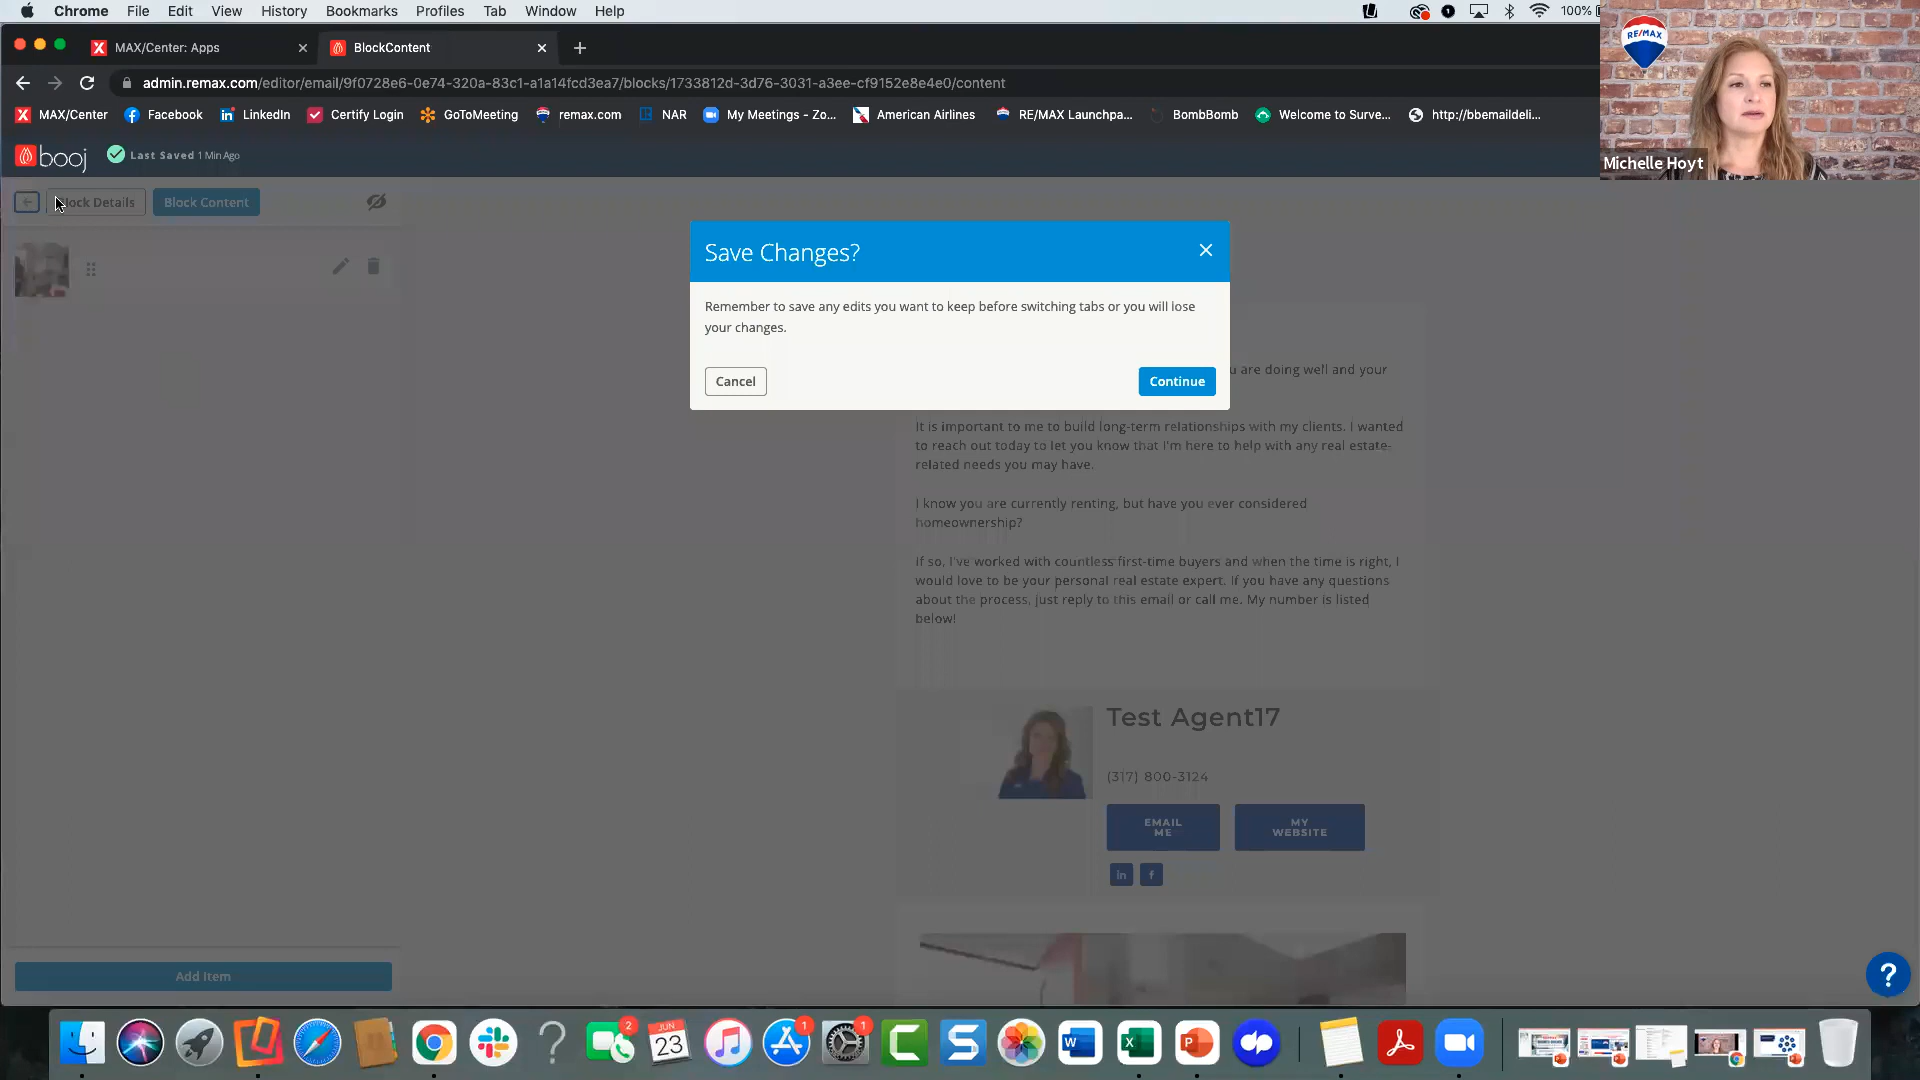 Chrome File Edit View History Bookmarks Profiles Tab Window Help 100%
MAX/Center: Apps BlockContent
admin.remax.com/editor/email/9f0728e6-0e74-320a-83c1-a1a14fcd3ea7/blocks/1733812d-3d76-3031-a3ee-cf9152e8e4e0/content
MAX/Center Facebook LinkedIn Certify Login GoToMeeting remax.com NAR My Meetings - Zo... American Airlines RE/MAX Launchpa... BombBomb Welcome to Surve... http://bbemaildeli...
RE/MAX
Michelle Hoyt
booj Last Saved 1 Min Ago
Block Details Block Content
Save Changes?
Remember to save any edits you want to keep before switching tabs or you will lose
your changes.
Cancel Continue
u are doing well and your
It is important to me to build long-term relationships with my clients. I wanted
to reach out today to let you know that I'm here to help with any real estate-
related needs you may have.
I know you are currently renting, but have you ever considered
homeownership?
If so, I've worked with countless first-time buyers and when the time is right, I
would love to be your personal real estate expert. If you have any questions
about the process, just reply to this email or call me. My number is listed
below!
Test Agent17
(317) 800-3124
EMAIL
ME
MY
WEBSITE
in f
Add Item
?
2 JUN 23 1 1